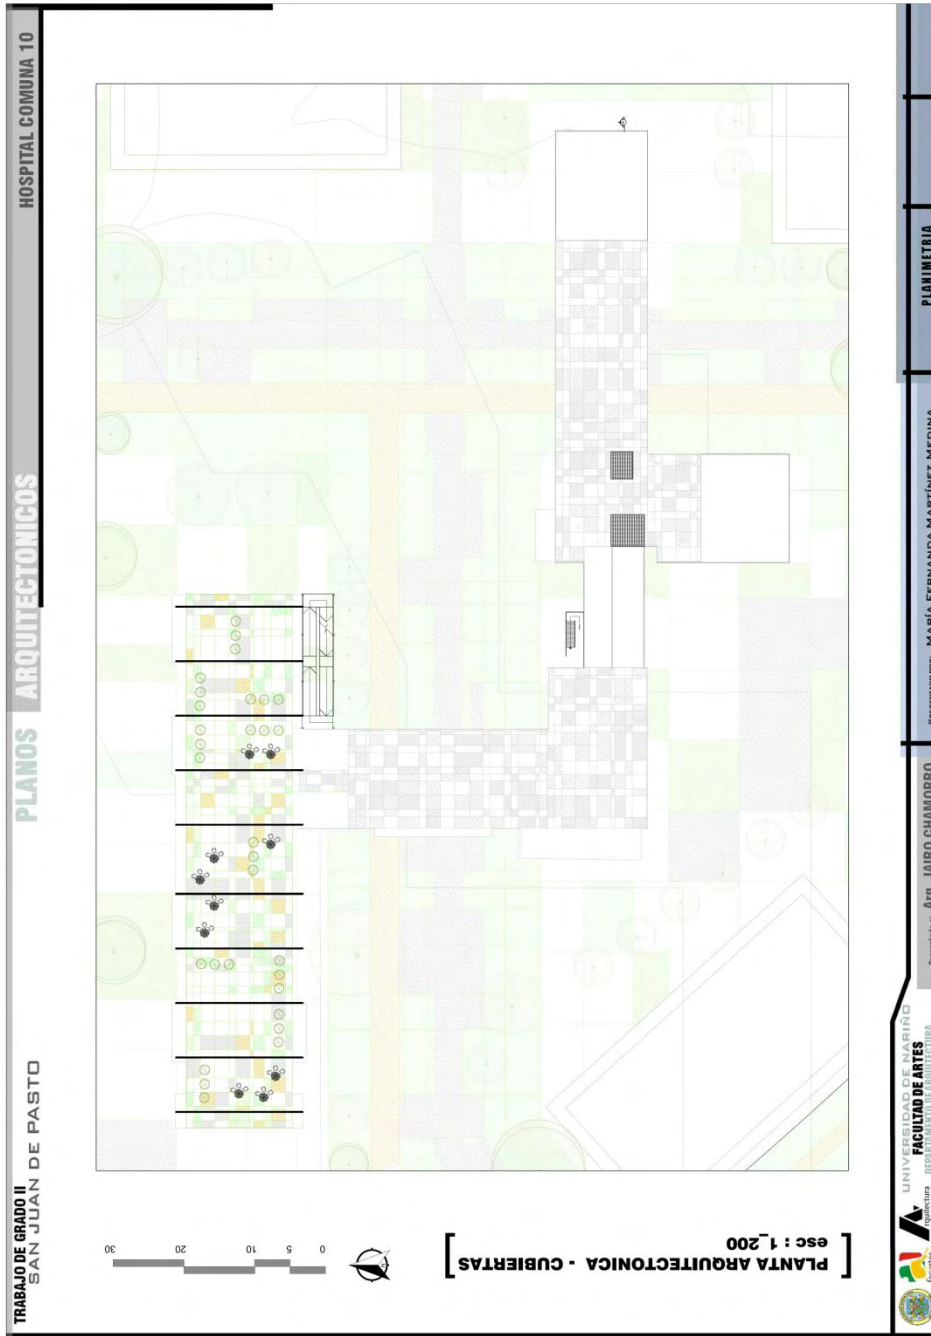 TRABAJO DE GRADO II
SAN JUAN DE PASTO
PLANOS ARQUITECTONICOS
HOSPITAL COMUNA 10
PLANTA ARQUITECTONICA - CUBIERTAS
esc : 1_200
0 5 10 20 30
UNIVERSIDAD DE NARIÑO
FACULTAD DE ARTES
DEPARTAMENTO DE ARQUITECTURA
Arq. JAIRO CHAMORRO
MARÍA FERNANDA MARTÍNEZ MEDINA
PLANIMETRIA